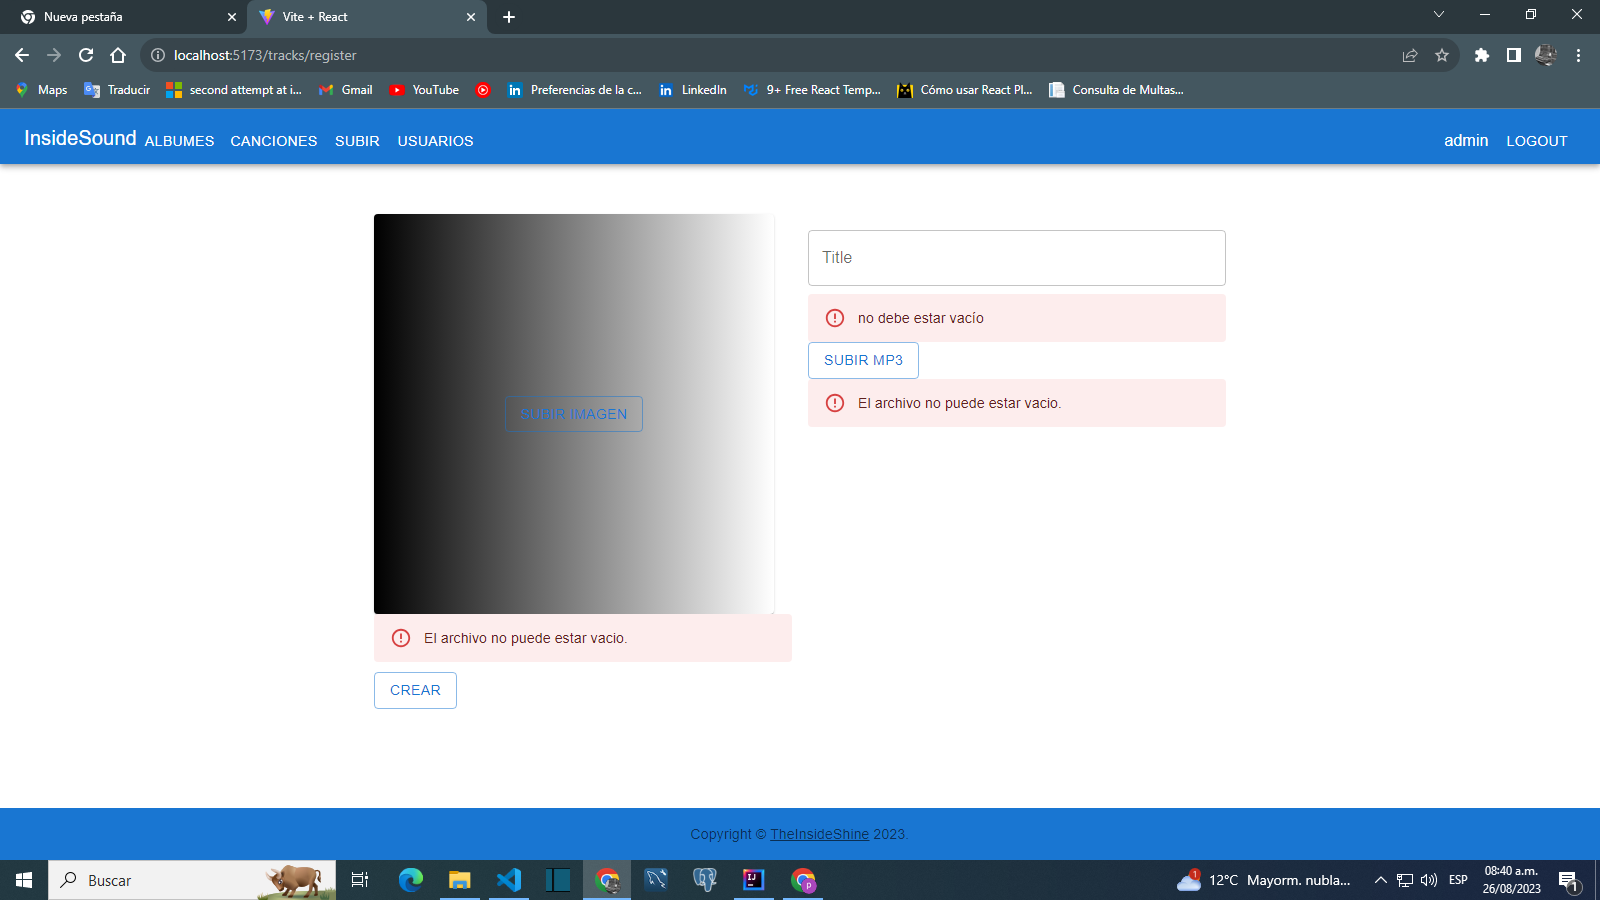 Nueva pestaña
Vite + React
localhost:5173/tracks/register
Maps
Traducir
second attempt at i...
Gmail
YouTube
Preferencias de la c...
LinkedIn
9+ Free React Temp...
Cómo usar React Pl...
Consulta de Multas...
InsideSound ALBUMES CANCIONES SUBIR USUARIOS
admin LOGOUT
SUBIR IMAGEN
El archivo no puede estar vacio.
CREAR
Title
no debe estar vacío
SUBIR MP3
El archivo no puede estar vacio.
Copyright © TheInsideShine 2023.
Buscar
1
12°C Mayorm. nubla...
ESP
08:40 a.m.
26/08/2023
1